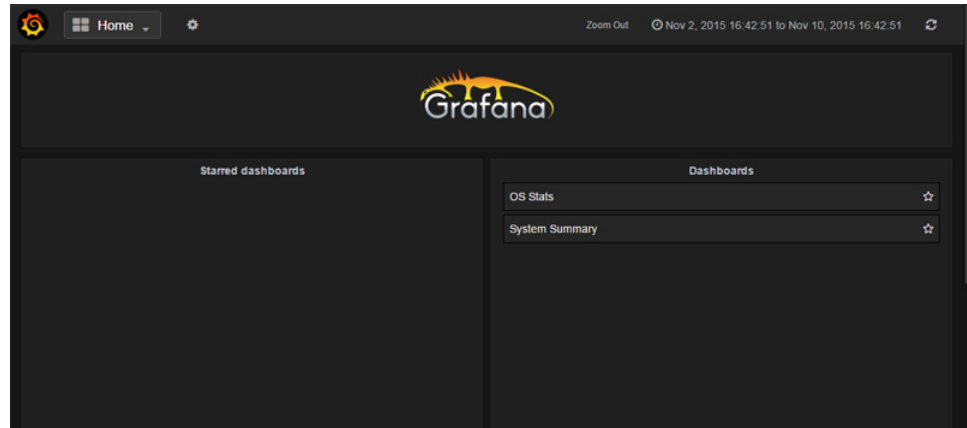 Home
Zoom Out
Nov 2, 2015 16:42:51 to Nov 10, 2015 16:42:51
Grafana
Starred dashboards
Dashboards
OS Stats
System Summary